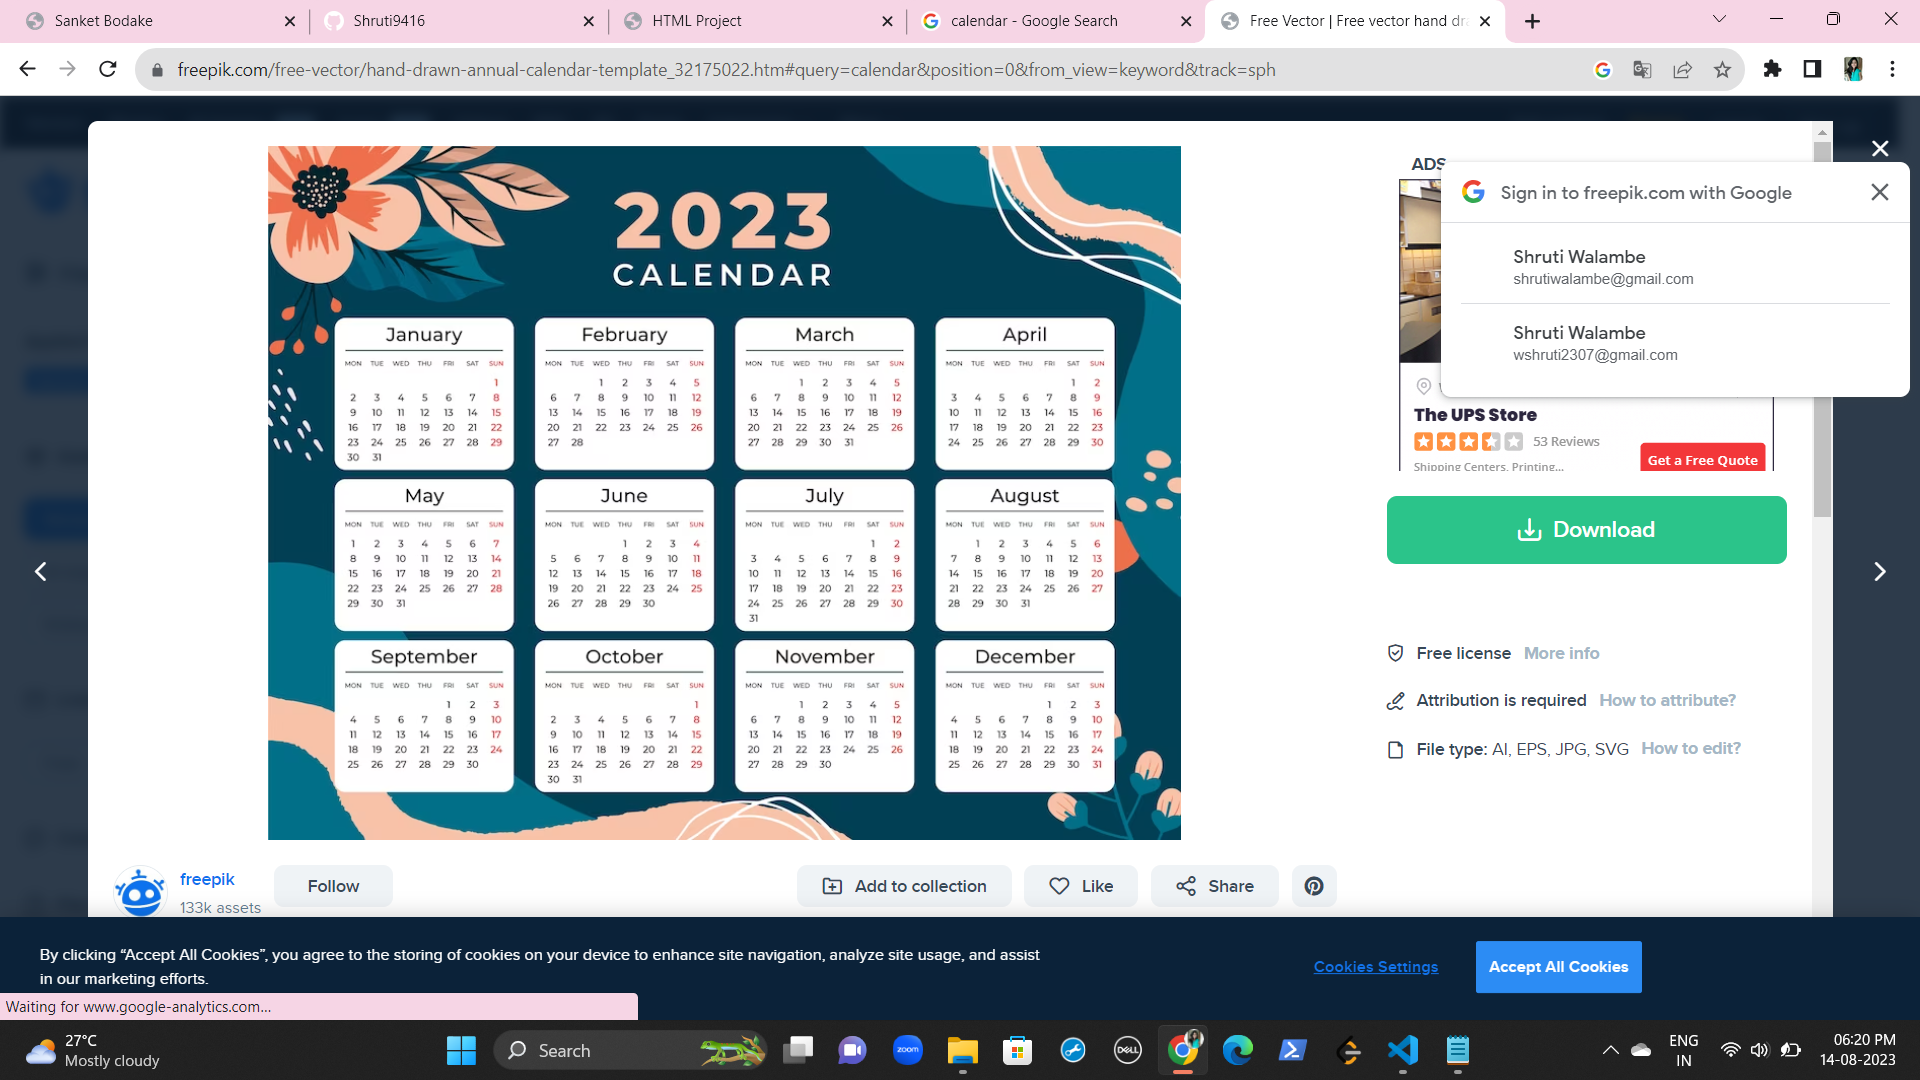 Sanket Bodake
Shruti9416
HTML Project
calendar - Google Search
Free Vector | Free vector hand dra
freepik.com/free-vector/hand-drawn-annual-calendar-template_32175022.htm#query=calendar&position=0&from_view=keyword&track=sph
2023
CALENDAR
January February March April
MON TUE WED THU FRI SAT SUN MON TUE WED THU FRI SAT SUN MON TUE WED THU FRI SAT SUN MON TUE WED THU FRI SAT SUN
1 1 2 3 4 5 1 2 3 4 5 1 2
2 3 4 5 6 7 8 6 7 8 9 10 11 12 6 7 8 9 10 11 12 3 4 5 6 7 8 9
9 10 11 12 13 14 15 13 14 15 16 17 18 19 13 14 15 16 17 18 19 10 11 12 13 14 15 16
16 17 18 19 20 21 22 20 21 22 23 24 25 26 20 21 22 23 24 25 26 17 18 19 20 21 22 23
23 24 25 26 27 28 29 27 28 27 28 29 30 31 24 25 26 27 28 29 30
30 31
May June July August
MON TUE WED THU FRI SAT SUN MON TUE WED THU FRI SAT SUN MON TUE WED THU FRI SAT SUN MON TUE WED THU FRI SAT SUN
1 2 3 4 5 6 7 1 2 3 4 1 2 1 2 3 4 5 6
8 9 10 11 12 13 14 5 6 7 8 9 10 11 3 4 5 6 7 8 9 7 8 9 10 11 12 13
15 16 17 18 19 20 21 12 13 14 15 16 17 18 10 11 12 13 14 15 16 14 15 16 17 18 19 20
22 23 24 25 26 27 28 19 20 21 22 23 24 25 17 18 19 20 21 22 23 21 22 23 24 25 26 27
29 30 31 26 27 28 29 30 24 25 26 27 28 29 30 28 29 30 31
31
September October November December
MON TUE WED THU FRI SAT SUN MON TUE WED THU FRI SAT SUN MON TUE WED THU FRI SAT SUN MON TUE WED THU FRI SAT SUN
1 2 3 1 1 2 3 4 5 1 2 3
4 5 6 7 8 9 10 2 3 4 5 6 7 8 6 7 8 9 10 11 12 4 5 6 7 8 9 10
11 12 13 14 15 16 17 9 10 11 12 13 14 15 13 14 15 16 17 18 19 11 12 13 14 15 16 17
18 19 20 21 22 23 24 16 17 18 19 20 21 22 20 21 22 23 24 25 26 18 19 20 21 22 23 24
25 26 27 28 29 30 23 24 25 26 27 28 29 27 28 29 30 25 26 27 28 29 30 31
30 31
ADS
Sign in to freepik.com with Google
Shruti Walambe
shrutiwalambe@gmail.com
Shruti Walambe
wshruti2307@gmail.com
The UPS Store
53 Reviews
Shipping Centers, Printing...
Get a Free Quote
Download
Free license More info
Attribution is required How to attribute?
File type: AI, EPS, JPG, SVG How to edit?
freepik
133k assets
Follow
Add to collection
Like
Share
By clicking “Accept All Cookies”, you agree to the storing of cookies on your device to enhance site navigation, analyze site usage, and assist
in our marketing efforts.
Cookies Settings
Accept All Cookies
Waiting for www.google-analytics.com...
27°C
Mostly cloudy
Search
zoom
DELL
ENG
IN
06:20 PM
14-08-2023